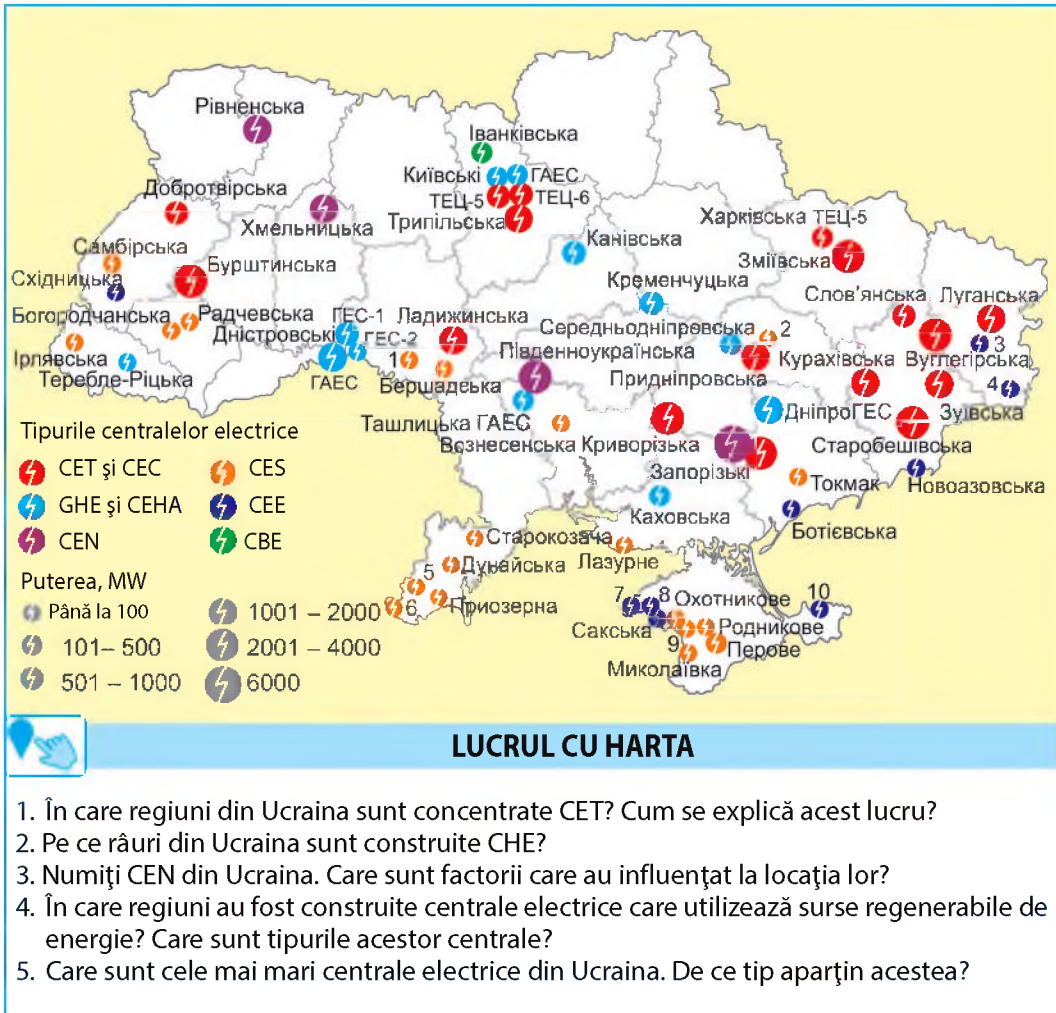 Рівненська
Іванківська
Київські
ГАЕС
Добротвірська
ТЕЦ-5
ТЕЦ-6
Хмельницька
Трипільська
Харківська ТЕЦ-5
Самбірська
Канівська
Зміївська
Східницька
Бурштинська
Кременчуцька
Слов'янська
Луганська
Богородчанська
Радчевська
ГЕС-1
Ладижинська
Середньодніпровська
2
3
Дністровські
ГЕС-2
Південноукраїнська
Курахівська
Вуглегірська
Ірлявська
1
Придніпровська
4
Теребле-Ріцька
ГАЕС
Бершадська
ДніпроГЕС
Зуївська
Ташлицька ГАЕС
Вознесенська
Криворізька
Старобешівська
Запорізькі
Токмак
Новоазовська
Каховська
Ботієвська
Старокозача
Лазурне
Дунайська
5
6
Приозерна
7
8
Охотникове
10
Сакська
Родникове
9
Перове
Миколаївка
Tipurile centralelor electrice
CET şi CEC
CES
GHE şi CEHA
CEE
CEN
CBE
Puterea, MW
Până la 100
1001 – 2000
101– 500
2001 – 4000
501 – 1000
6000
LUCRUL CU HARTA
1. În care regiuni din Ucraina sunt concentrate CET? Cum se explică acest lucru?
2. Pe ce râuri din Ucraina sunt construite CHE?
3. Numiţi CEN din Ucraina. Care sunt factorii care au influenţat la locaţia lor?
4. În care regiuni au fost construite centrale electrice care utilizează surse regenerabile de
energie? Care sunt tipurile acestor centrale?
5. Care sunt cele mai mari centrale electrice din Ucraina. De ce tip aparţin acestea?